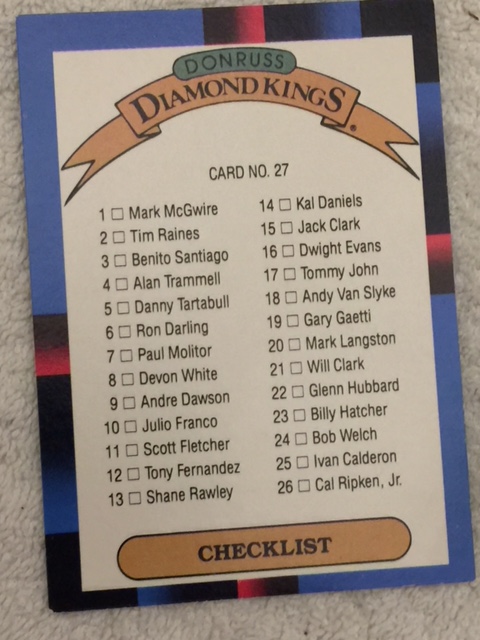 DONRUSS
DIAMOND KINGS®
CARD NO. 27
1 □ Mark McGwire
2 □ Tim Raines
3 □ Benito Santiago
4 □ Alan Trammell
5 □ Danny Tartabull
6 □ Ron Darling
7 □ Paul Molitor
8 □ Devon White
9 □ Andre Dawson
10 □ Julio Franco
11 □ Scott Fletcher
12 □ Tony Fernandez
13 □ Shane Rawley
14 □ Kal Daniels
15 □ Jack Clark
16 □ Dwight Evans
17 □ Tommy John
18 □ Andy Van Slyke
19 □ Gary Gaetti
20 □ Mark Langston
21 □ Will Clark
22 □ Glenn Hubbard
23 □ Billy Hatcher
24 □ Bob Welch
25 □ Ivan Calderon
26 □ Cal Ripken, Jr.
CHECKLIST